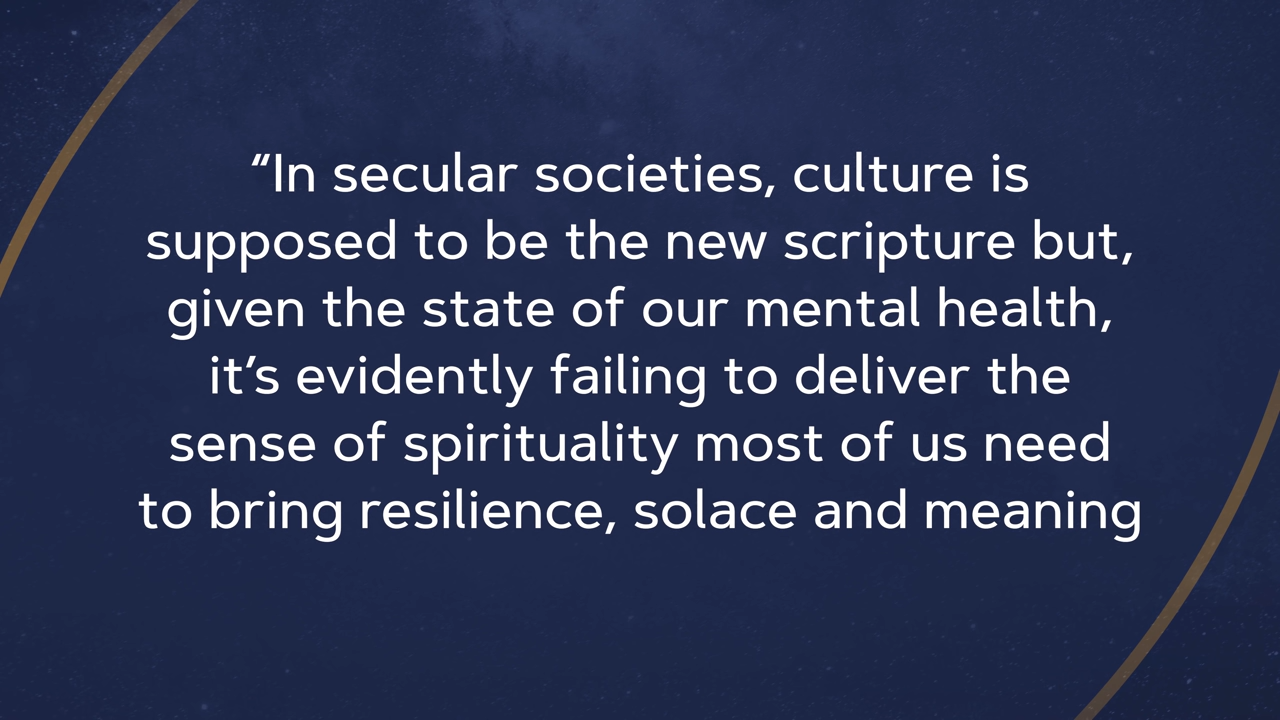 “In secular societies, culture is
supposed to be the new scripture but,
given the state of our mental health,
it’s evidently failing to deliver the
sense of spirituality most of us need
to bring resilience, solace and meaning